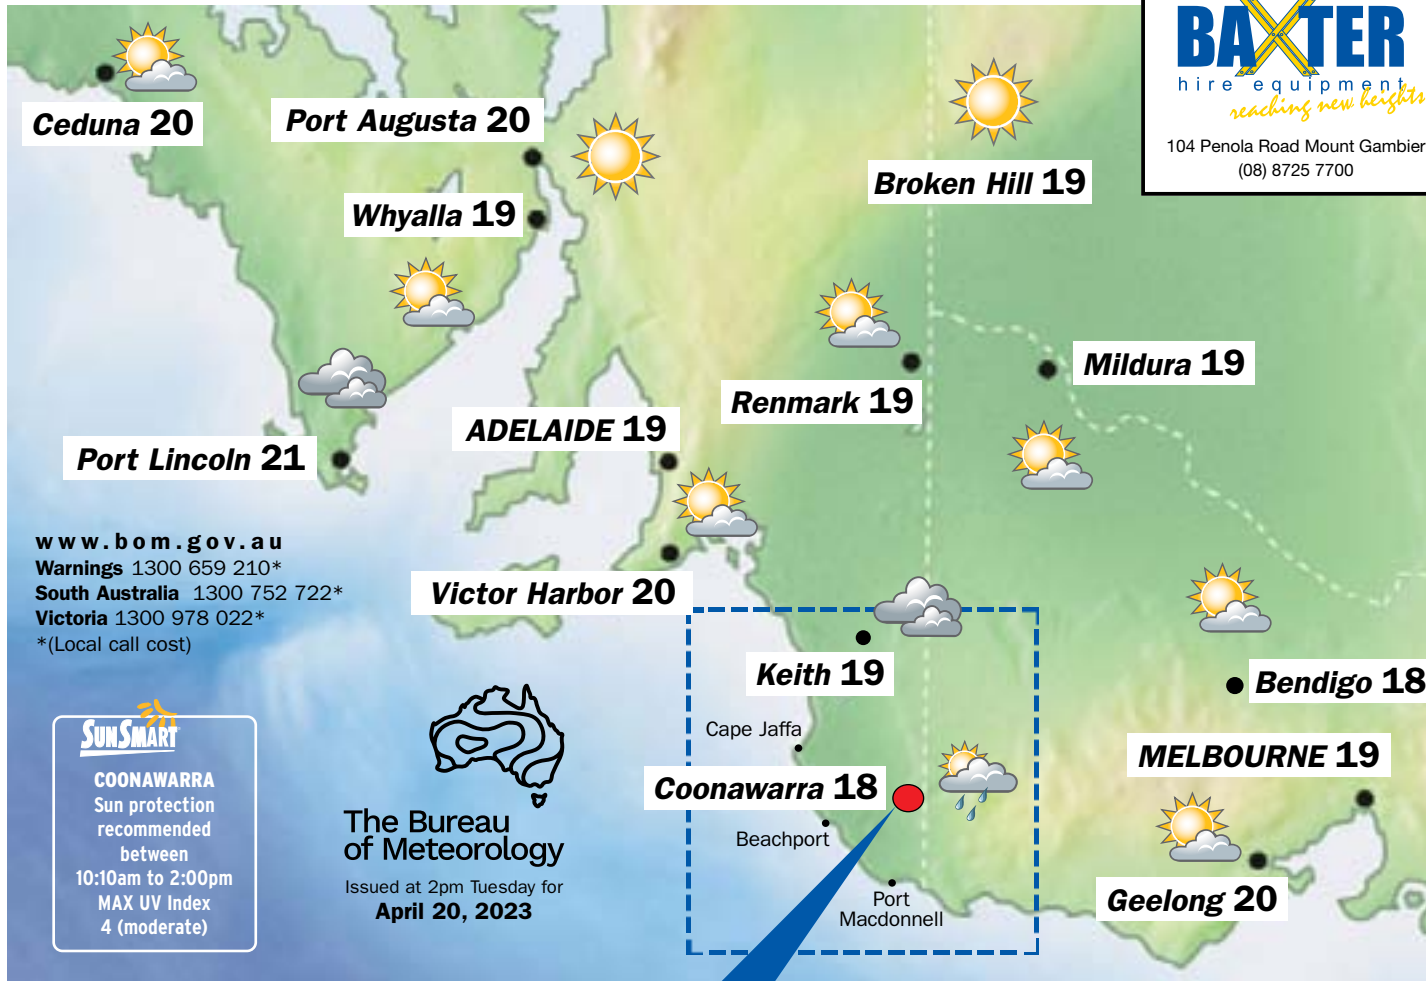 BAXTER
hire equipment
reaching new heights
104 Penola Road Mount Gambier
(08) 8725 7700
Ceduna 20
Port Augusta 20
Whyalla 19
Broken Hill 19
Renmark 19
Mildura 19
ADELAIDE 19
Port Lincoln 21
Victor Harbor 20
www.bom.gov.au
Warnings 1300 659 210*
South Australia 1300 752 722*
Victoria 1300 978 022*
*(Local call cost)
Keith 19
Bendigo 18
Cape Jaffa
MELBOURNE 19
Coonawarra 18
Beachport
Port
Macdonnell
Geelong 20
SUNSMART
COONAWARRA
Sun protection
recommended
between
10:10am to 2:00pm
MAX UV Index
4 (moderate)
The Bureau
of Meteorology
Issued at 2pm Tuesday for
April 20, 2023